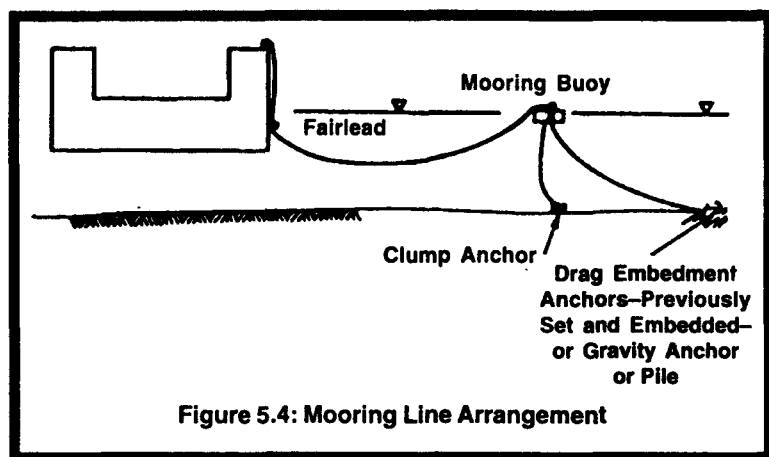 Mooring Buoy
Fairlead
Clump Anchor
Drag Embedment
Anchors–Previously
Set and Embedded–
or Gravity Anchor
or Pile
Figure 5.4: Mooring Line Arrangement